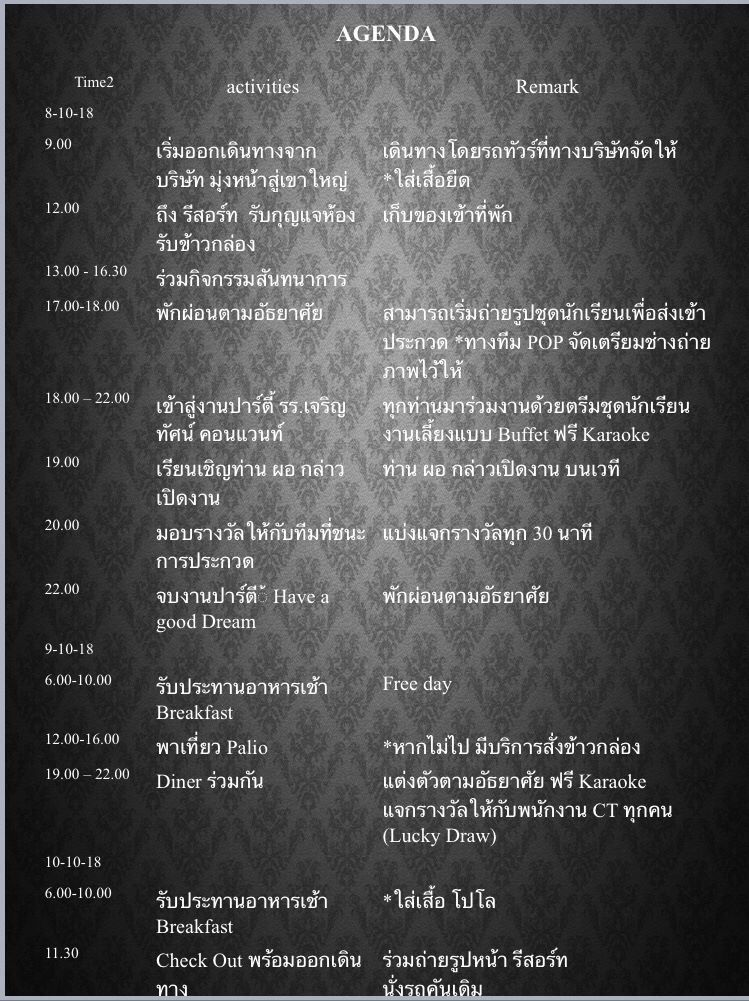 AGENDA
Time2 activities Remark
8-10-18
9.00 เริ่มออกเดินทางจาก เดินทางโดยรถทัวร์ที่ทางบริษัทจัดให้
บริษัท มุ่งหน้าสู่เขาใหญ่ *ใส่เสื้อยืด
12.00 ถึง รีสอร์ท รับกุญแจห้อง เก็บของเข้าที่พัก
รับข้าวกล่อง
13.00 - 16.30 ร่วมกิจกรรมสันทนาการ
17.00-18.00 พักผ่อนตามอัธยาศัย สามารถเริ่มถ่ายรูปชุดนักเรียนเพื่อส่งเข้า
ประกวด *ทางทีม POP จัดเตรียมช่างถ่าย
ภาพไว้ให้
18.00 – 22.00 เข้าสู่งานปาร์ตี้ รร.เจริญ ทุกท่านมาร่วมงานด้วยตรีมชุดนักเรียน
ทัศน์ คอนแวนท์ งานเลี้ยงแบบ Buffet ฟรี Karaoke
19.00 เรียนเชิญท่าน ผอ กล่าว ท่าน ผอ กล่าวเปิดงาน บนเวที
เปิดงาน
20.00 มอบรางวัลให้กับทีมที่ชนะ แบ่งแจกรางวัลทุก 30 นาที
การประกวด
22.00 จบงานปาร์ตี้ Have a พักผ่อนตามอัธยาศัย
good Dream
9-10-18
6.00-10.00 รับประทานอาหารเช้า Free day
Breakfast
12.00-16.00 พาเที่ยว Palio *หากไม่ไป มีบริการสั่งข้าวกล่อง
19.00 – 22.00 Diner ร่วมกัน แต่งตัวตามอัธยาศัย ฟรี Karaoke
แจกรางวัลให้กับพนักงาน CT ทุกคน
(Lucky Draw)
10-10-18
6.00-10.00 รับประทานอาหารเช้า *ใส่เสื้อ โปโล
Breakfast
11.30 Check Out พร้อมออกเดิน ร่วมถ่ายรูปหน้า รีสอร์ท
ทาง นั่งรถคันเดิม